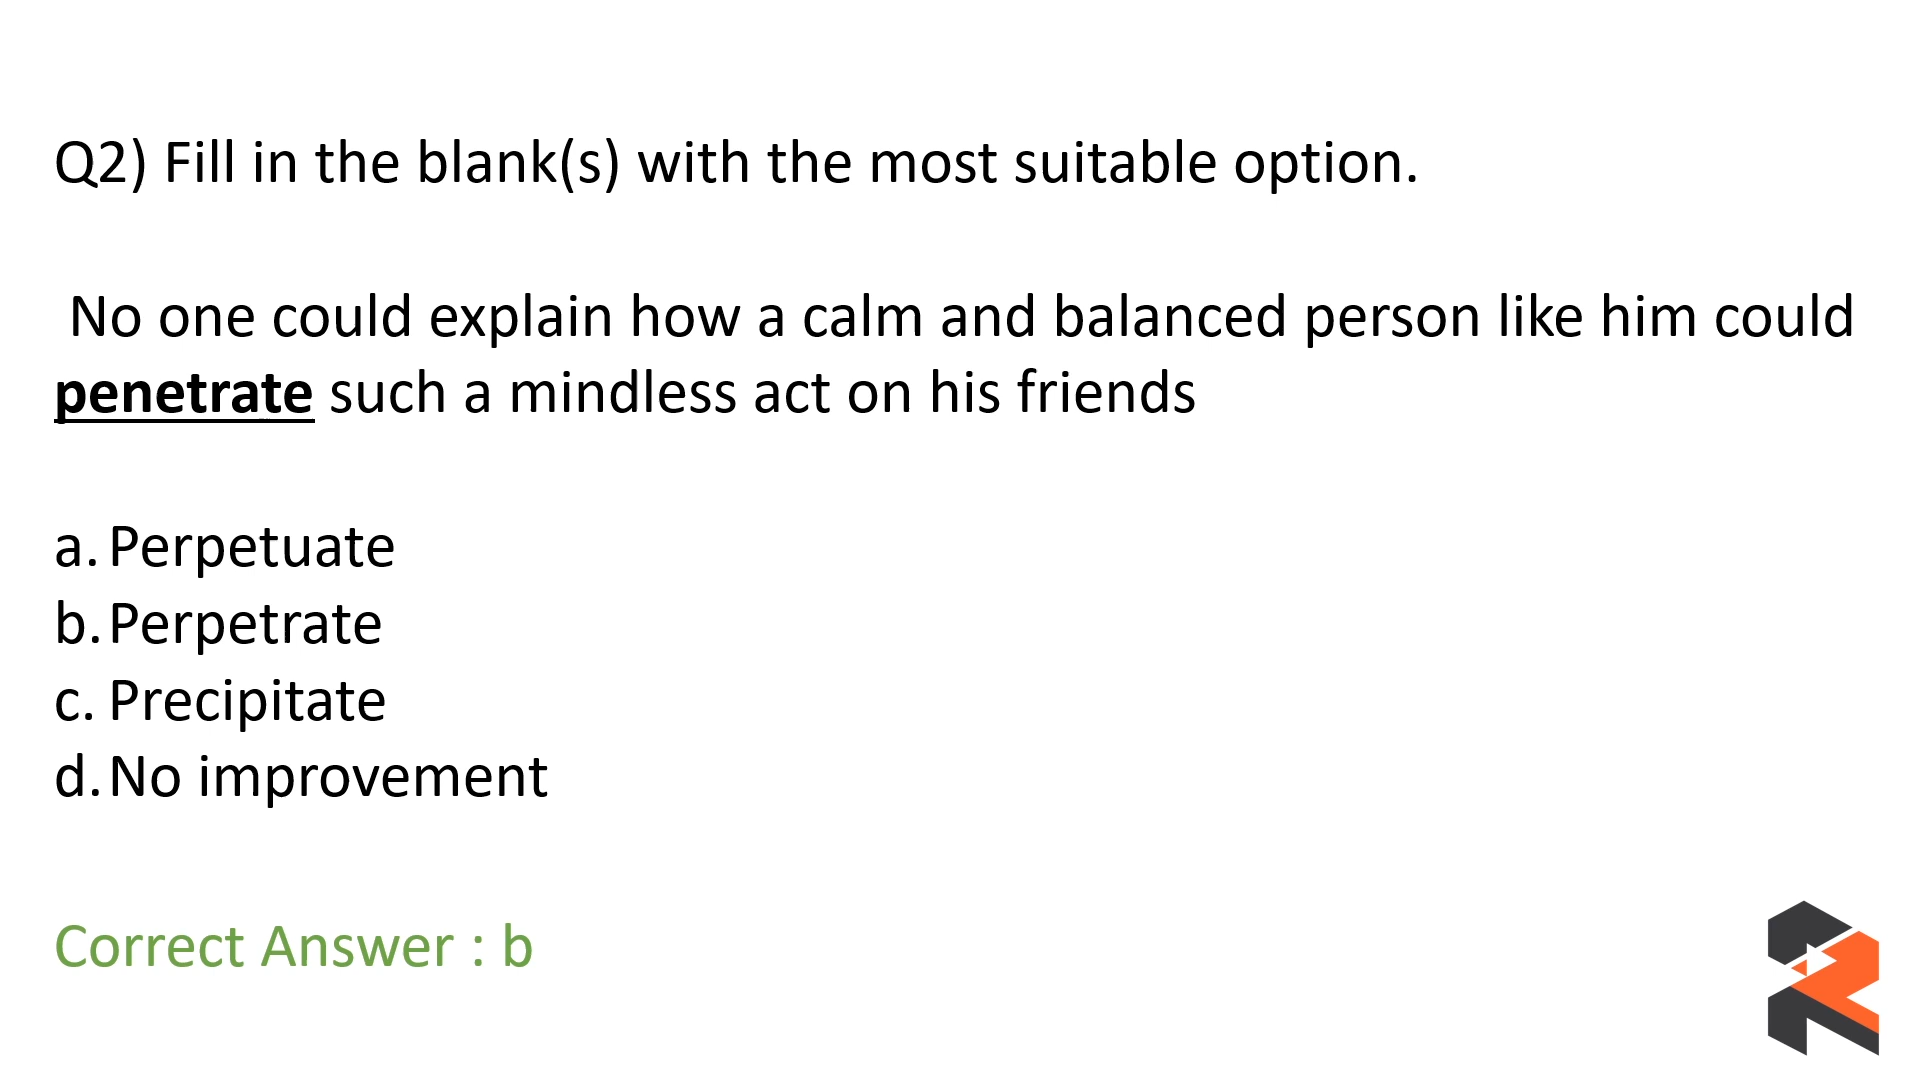 Q2) Fill in the blank(s) with the most suitable option.
No one could explain how a calm and balanced person like him could
penetrate such a mindless act on his friends
a. Perpetuate
b. Perpetrate
c. Precipitate
d. No improvement
Correct Answer : b